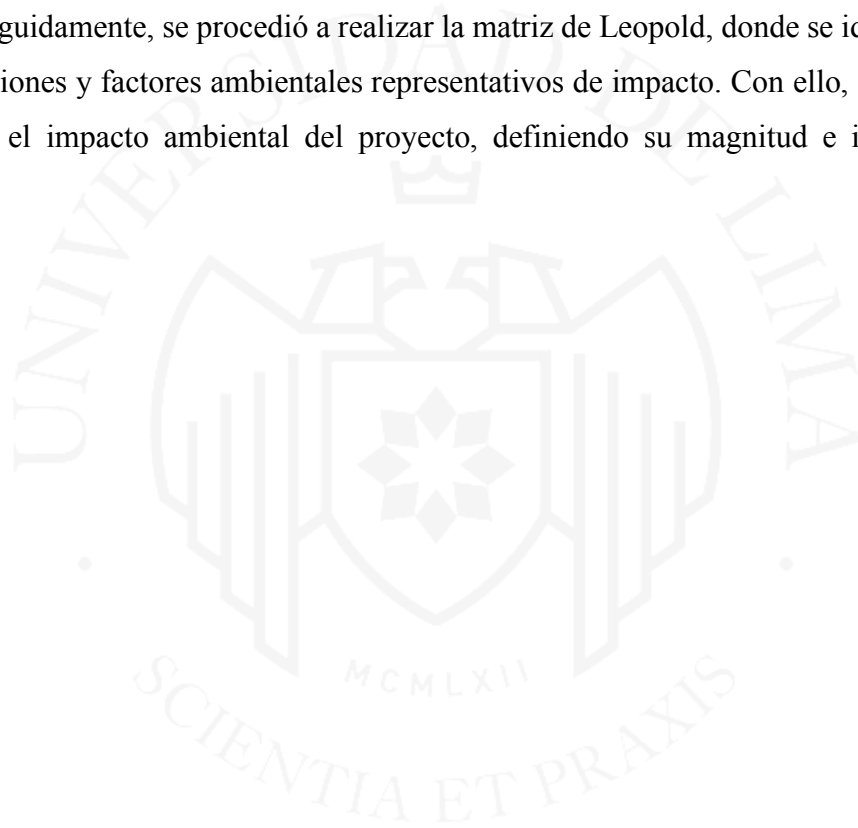 guidamente, se procedió a realizar la matriz de Leopold, donde se id
iones y factores ambientales representativos de impacto. Con ello,
el impacto ambiental del proyecto, definiendo su magnitud e i
UNIVERSIDAD DE LIMA
MCMLXII
SCIENTIA ET PRAXIS